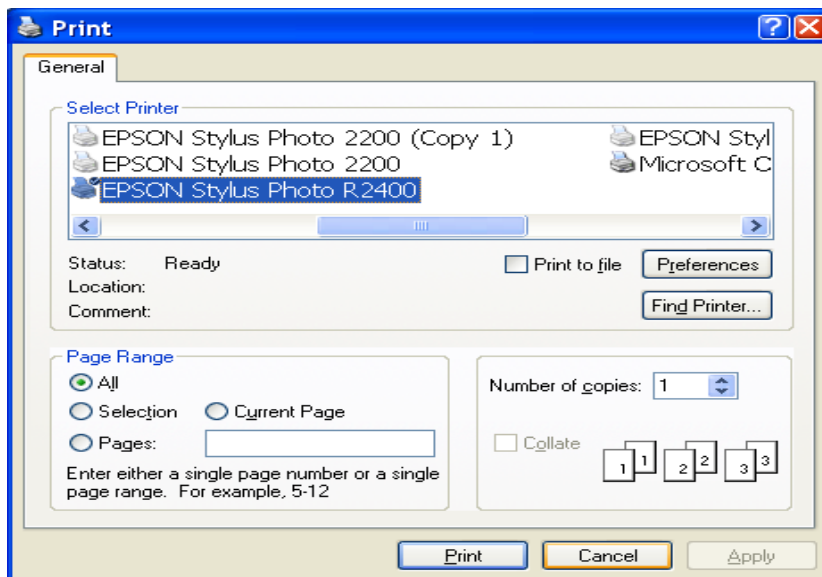 Print
General
Select Printer
EPSON Stylus Photo 2200 (Copy 1)
EPSON Styl
EPSON Stylus Photo 2200
Microsoft C
EPSON Stylus Photo R2400
Status: Ready
Print to file
Preferences
Location:
Comment:
Find Printer...
Page Range
All
Selection
Current Page
Pages:
Enter either a single page number or a single
page range. For example, 5-12
Number of copies: 1
Collate
1 1 2 2 3 3
Print
Cancel
Apply